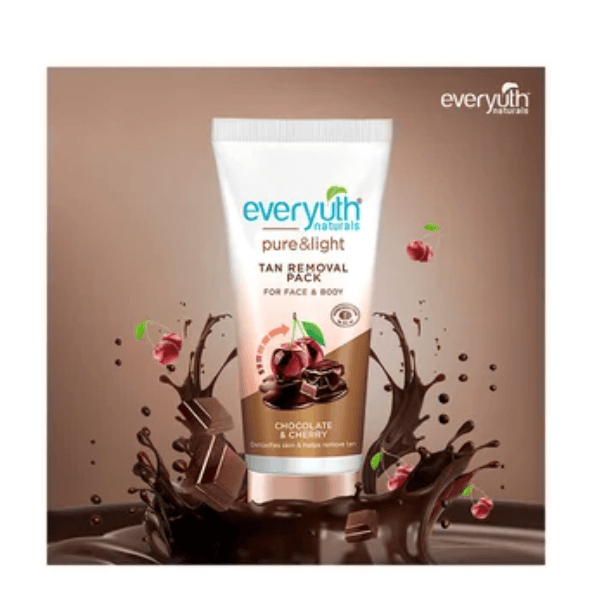 everyuth
naturals
everyuth®
naturals
pure&light
TAN REMOVAL
PACK
FOR FACE & BODY
CHOCOLATE
& CHERRY
Detoxifies skin & helps remove tan